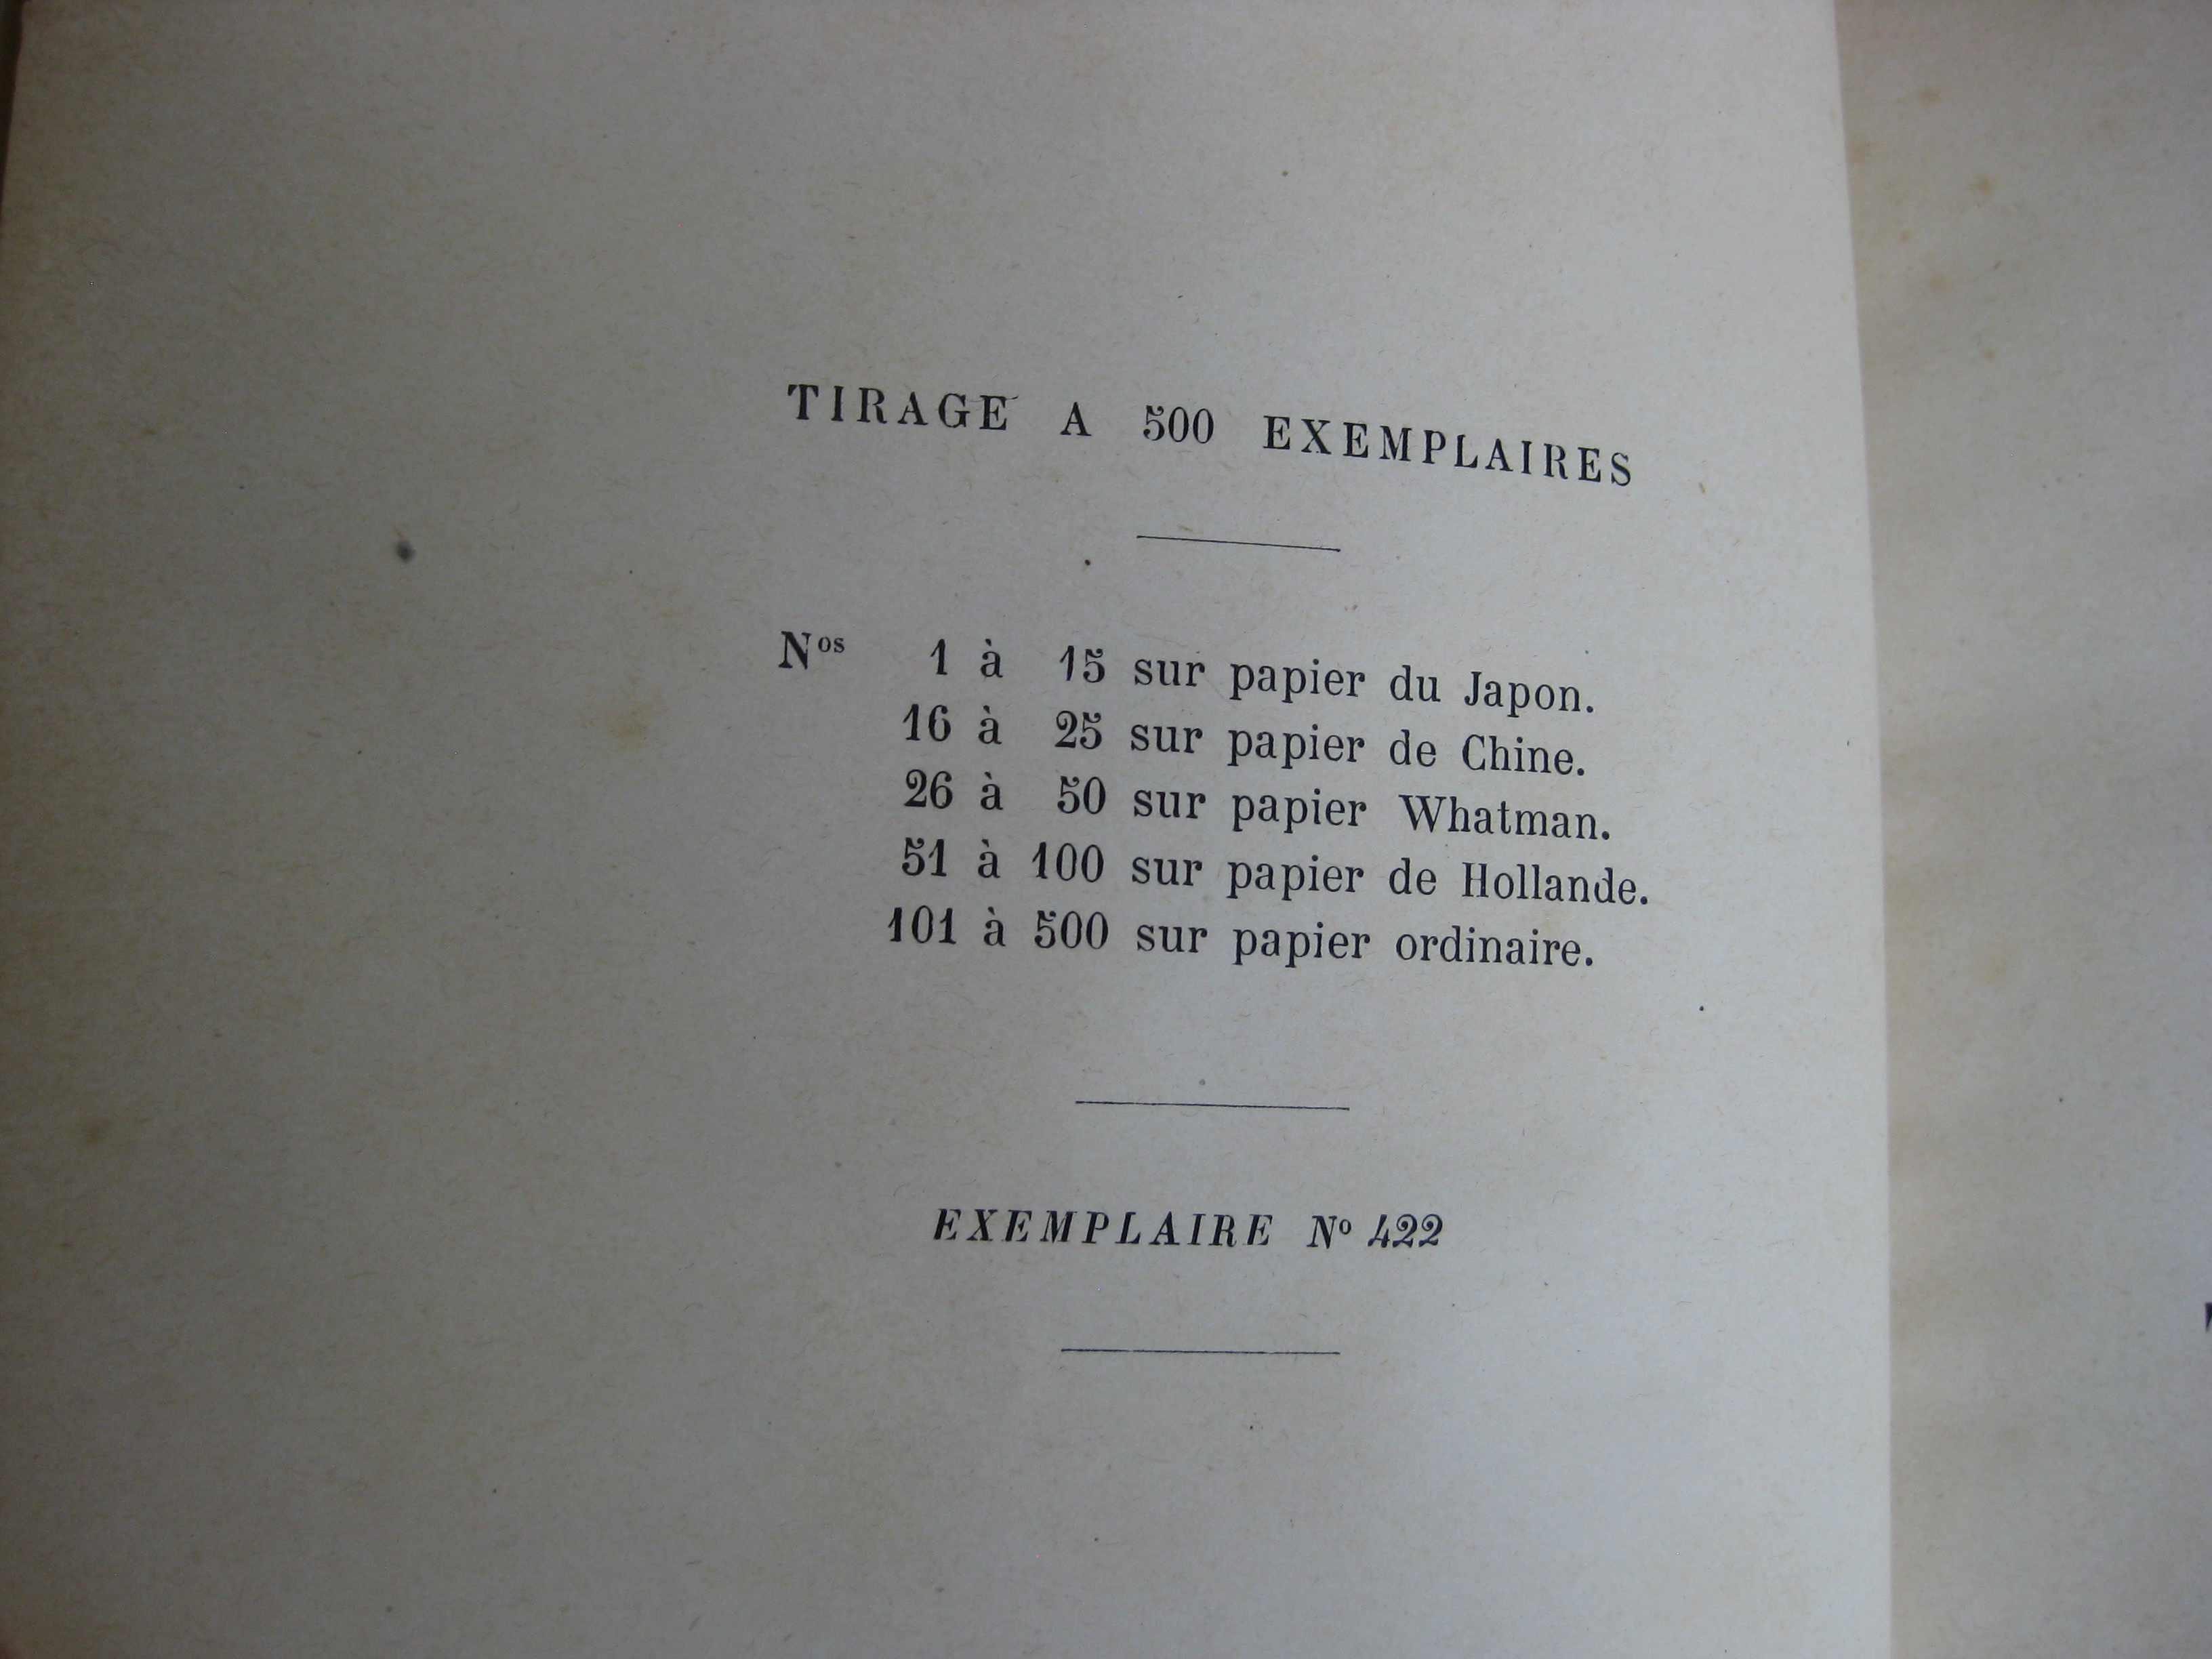 TIRAGE A 500 EXEMPLAIRES
Nos 1 à 15 sur papier du Japon.
16 à 25 sur papier de Chine.
26 à 50 sur papier Whatman.
51 à 100 sur papier de Hollande.
101 à 500 sur papier ordinaire.
EXEMPLAIRE No 422